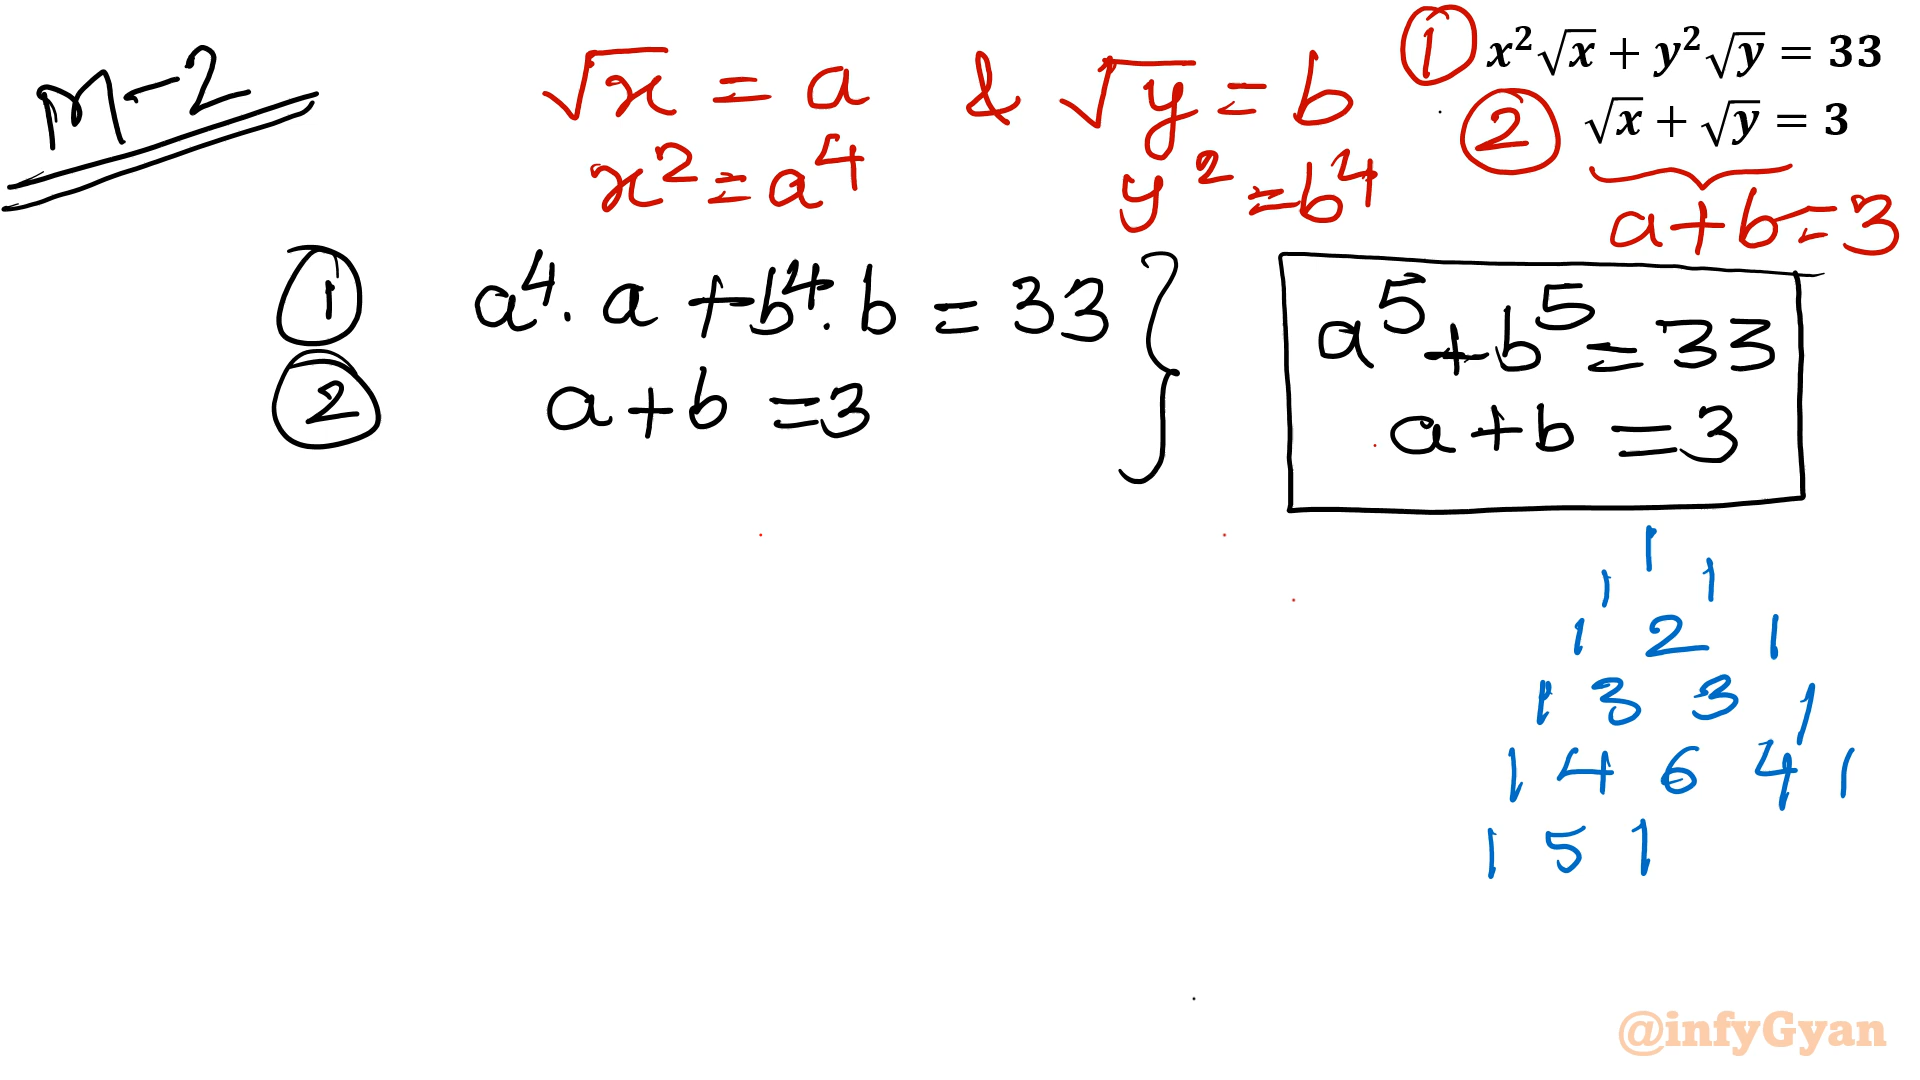 M-2
√x = a & √y = b
① x²√x + y²√y = 33
② √x + √y = 3
x² = a⁴ y² = b⁴
a + b = 3
① a⁴. a + b⁴. b = 33
② a + b = 3
a⁵ + b⁵ = 33
a + b = 3
1
1 1
1 2 1
1 3 3 1
1 4 6 4 1
1 5 1
@infyGyan